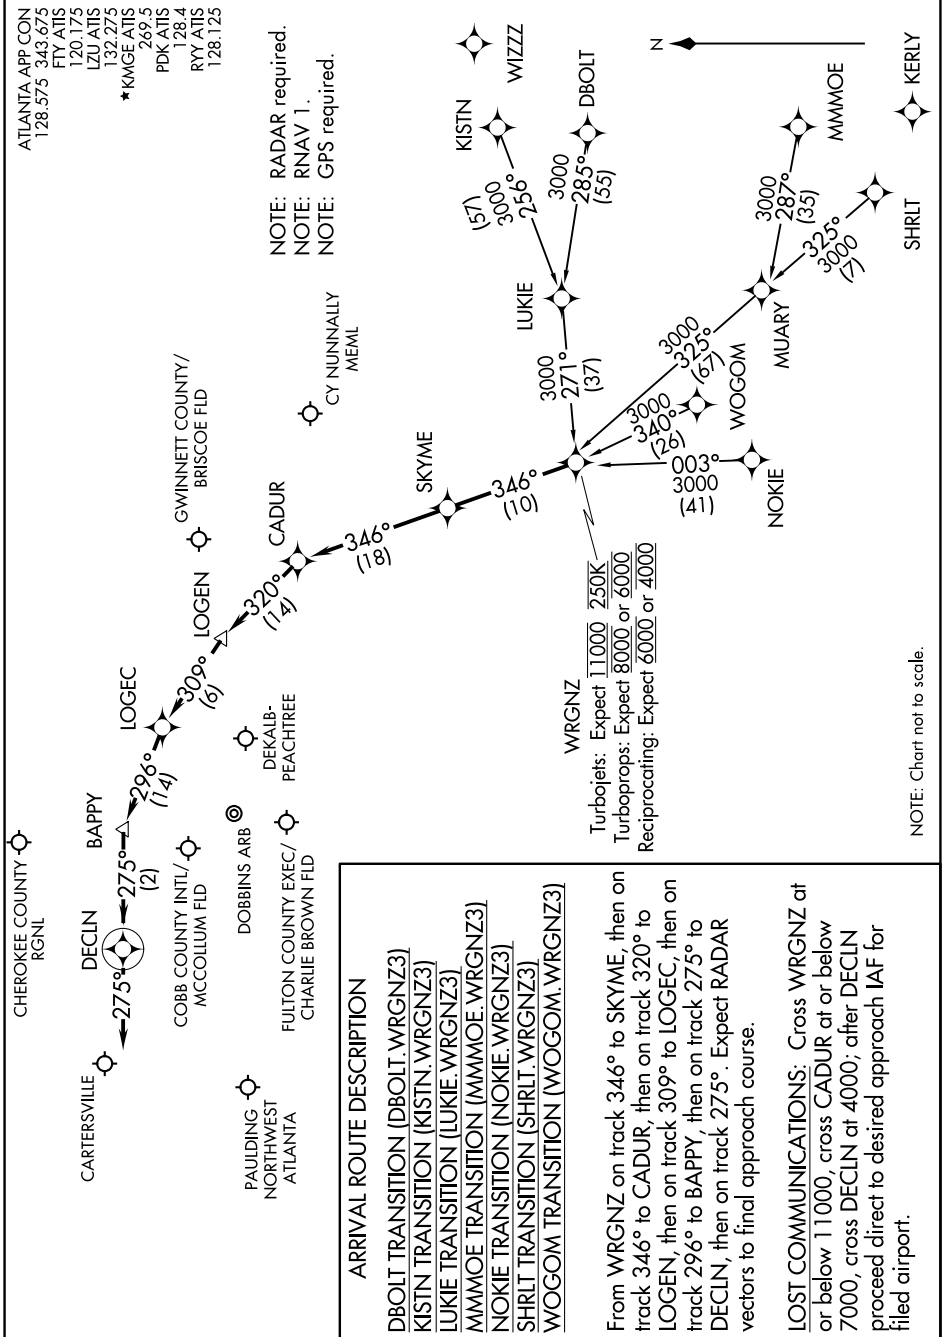 ATLANTA APP CON
128.575 343.675
FTY ATIS
120.175
LZU ATIS
132.275
★KMGE ATIS
269.5
PDK ATIS
128.4
RYY ATIS
128.125
NOTE: RADAR required.
NOTE: RNAV 1.
NOTE: GPS required.
CHEROKEE COUNTY
RGNL
CARTERSVILLE
275°
DECLN
275°
(2)
BAPPY
296°
(14)
LOGEC
309°
(6)
LOGEN
320°
(14)
CADUR
346°
(18)
SKYME
346°
(10)
GWINNETT COUNTY/
BRISCOE FLD
CY NUNNALLY
MEML
COBB COUNTY INTL/
MCCOLLUM FLD
DOBBINS ARB
DEKALB-
PEACHTREE
FULTON COUNTY EXEC/
CHARLIE BROWN FLD
PAULDING
NORTHWEST
ATLANTA
KISTN
(57)
3000
256°
WIZZZ
DBOLT
3000
285°
(55)
LUKIE
3000
271°
(37)
N
MMMOE
3000
287°
(35)
KERLY
SHRLT
325°
3000
(7)
MUARY
3000
325°
(67)
WOGOM
3000
340°
(26)
NOKIE
003°
3000
(41)
WRGNZ
Turbojets: Expect 11000 250K
Turboprops: Expect 8000 or 6000
Reciprocating: Expect 6000 or 4000
NOTE: Chart not to scale.
ARRIVAL ROUTE DESCRIPTION
DBOLT TRANSITION (DBOLT.WRGNZ3)
KISTN TRANSITION (KISTN.WRGNZ3)
LUKIE TRANSITION (LUKIE.WRGNZ3)
MMMOE TRANSITION (MMMOE.WRGNZ3)
NOKIE TRANSITION (NOKIE.WRGNZ3)
SHRLT TRANSITION (SHRLT.WRGNZ3)
WOGOM TRANSITION (WOGOM.WRGNZ3)
From WRGNZ on track 346° to SKYME, then on
track 346° to CADUR, then on track 320° to
LOGEN, then on track 309° to LOGEC, then on
track 296° to BAPPY, then on track 275° to
DECLN, then on track 275°. Expect RADAR
vectors to final approach course.
LOST COMMUNICATIONS: Cross WRGNZ at
or below 11000, cross CADUR at or below
7000, cross DECLN at 4000; after DECLN
proceed direct to desired approach IAF for
filed airport.